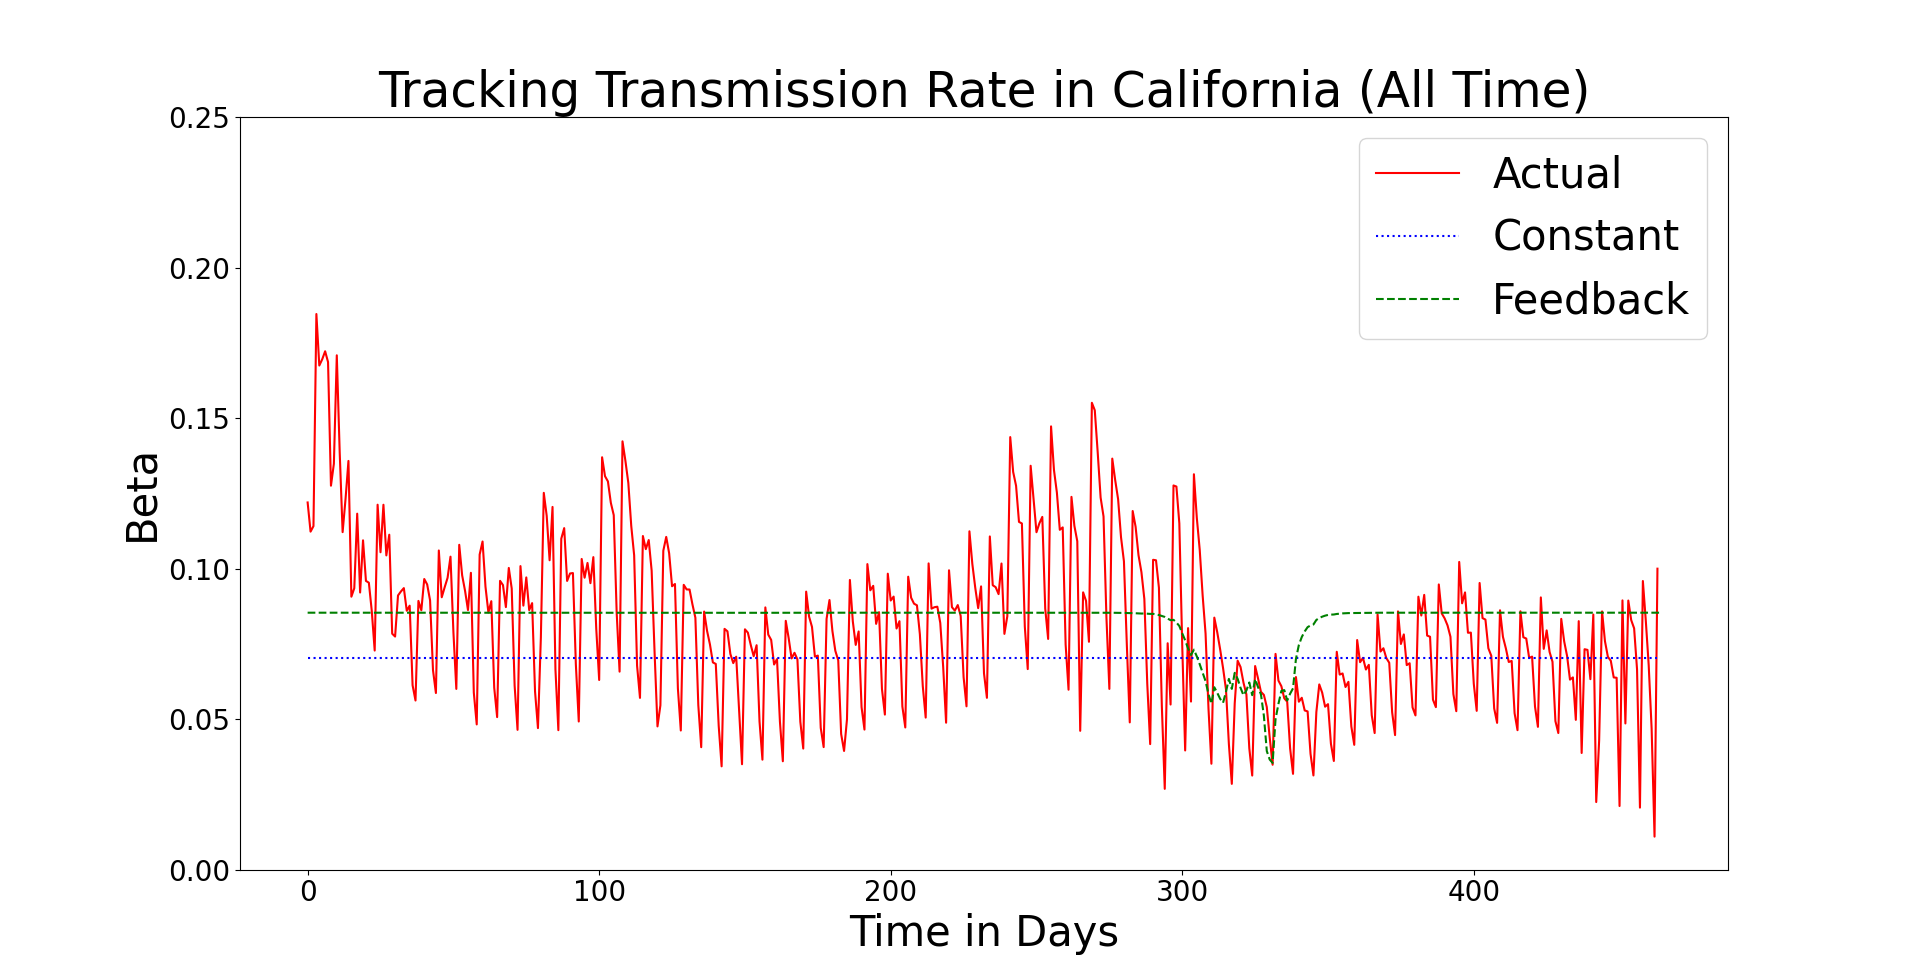 Tracking Transmission Rate in California (All Time)
0.25
0.20
0.15
0.10
0.05
0.00
Beta
Actual
Constant
Feedback
0 100 200 300 400
Time in Days